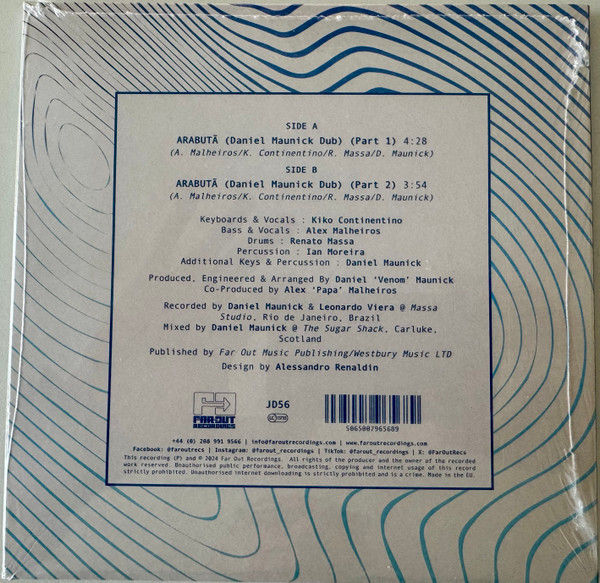 SIDE A
ARABUTÃ (Daniel Maunick Dub) (Part 1) 4:28
(A. Malheiros/K. Continentino/R. Massa/D. Maunick)
SIDE B
ARABUTÃ (Daniel Maunick Dub) (Part 2) 3:54
(A. Malheiros/K. Continentino/R. Massa/D. Maunick)
Keyboards & Vocals : Kiko Continentino
Bass & Vocals : Alex Malheiros
Drums : Renato Massa
Percussion : Ian Moreira
Additional Keys & Percussion : Daniel Maunick
Produced, Engineered & Arranged By Daniel ‘Venom’ Maunick
Co-Produced by Alex ‘Papa’ Malheiros
Recorded by Daniel Maunick & Leonardo Viera @ Massa
Studio, Rio de Janeiro, Brazil
Mixed by Daniel Maunick @ The Sugar Shack, Carluke,
Scotland
Published by Far Out Music Publishing/Westbury Music LTD
Design by Alessandro Renaldin
FAR OUT
RECORDINGS
JD56
5065007965689
+44 (0) 208 991 9566 | info@faroutrecordings.com | www.faroutrecordings.com
Facebook: @faroutrecs | Instagram: @farout_recordings | TikTok: @farout_recordings | X: @FarOutRecs
This recording (P) and © 2024 Far Out Recordings. All rights of the producer and the owner of the recorded
work reserved. Unauthorised public performance, broadcasting, copying and internet usage of this record
strictly prohibited. Unauthorised internet downloading is strictly prohibited and is a crime. Made in the EU.